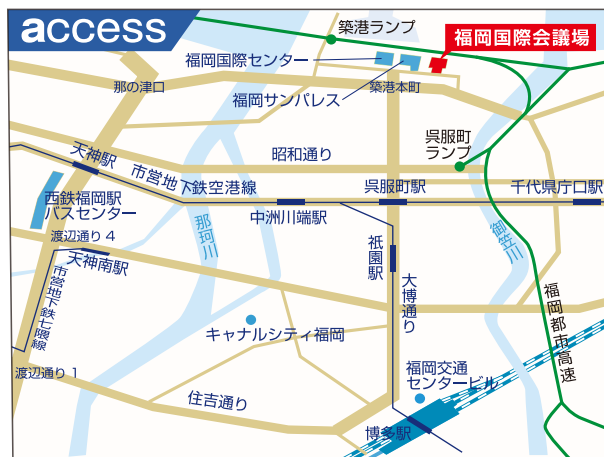 access
築港ランプ
福岡国際会議場
福岡国際センター
那の津口
福岡サンパレス
築港本町
呉服町
ランプ
天神駅
昭和通り
市営地下鉄空港線
呉服町駅
千代県庁口駅
西鉄福岡駅
バスセンター
中洲川端駅
那珂川
御笠川
渡辺通り4
天神南駅
祇園駅
大博通り
市営地下鉄七隈線
福岡都市高速
キャナルシティ福岡
渡辺通り1
住吉通り
福岡交通
センタービル
博多駅